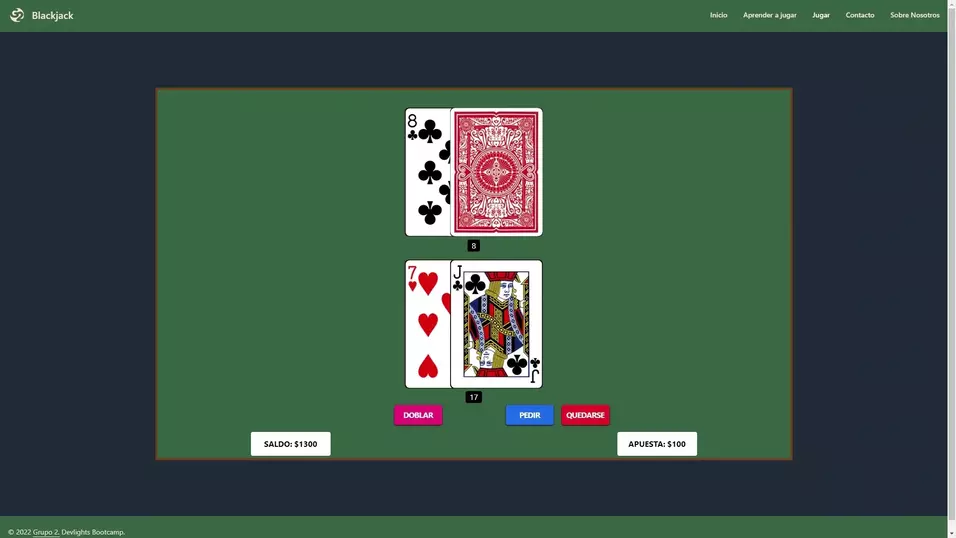 Blackjack
Inicio Aprender a jugar Jugar Contacto Sobre Nosotros
8
8
7 J
J
17
DOBLAR PEDIR QUEDARSE
SALDO: $1300 APUESTA: $100
© 2022 Grupo 2. Devlights Bootcamp.